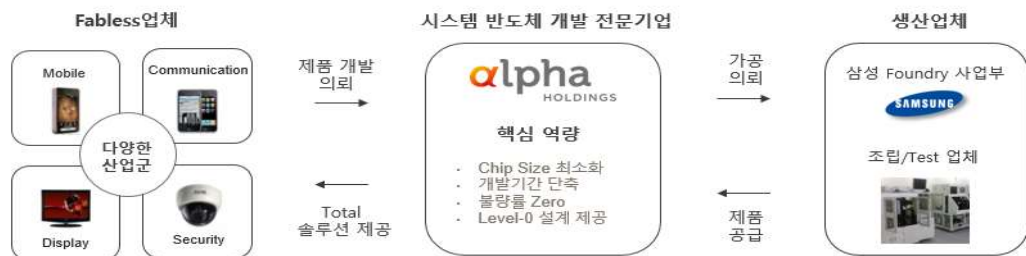 Fabless업체
시스템 반도체 개발 전문기업
생산업체
Mobile
Communication
다양한
산업군
Display
Security
제품 개발
의뢰
Total
솔루션 제공
alpha
HOLDINGS
핵심 역량
· Chip Size 최소화
· 개발기간 단축
· 불량률 Zero
· Level-0 설계 제공
가공
의뢰
제품
공급
삼성 Foundry 사업부
SAMSUNG
조립/Test 업체